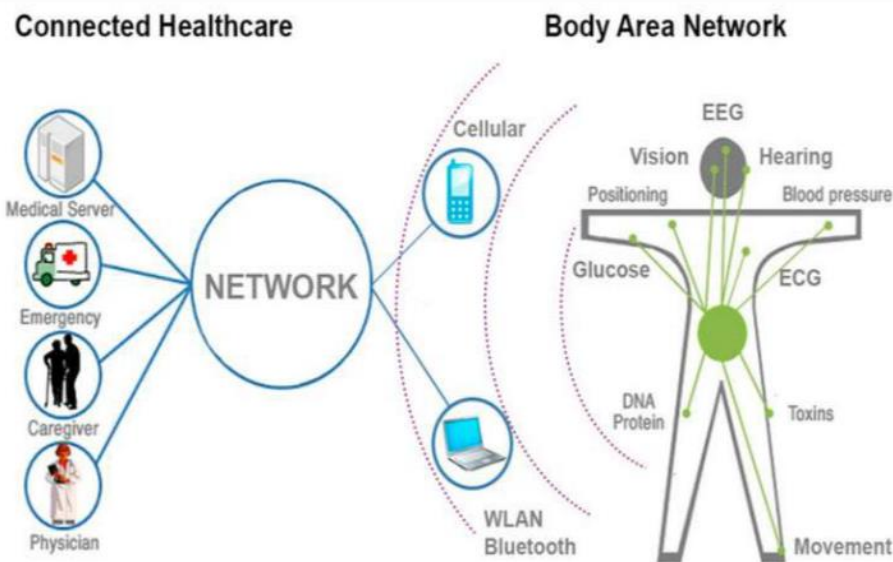 Connected Healthcare
Body Area Network
Medical Server
Emergency
Caregiver
Physician
NETWORK
Cellular
WLAN
Bluetooth
EEG
Vision
Hearing
Positioning
Blood pressure
Glucose
ECG
DNA
Protein
Toxins
Movement